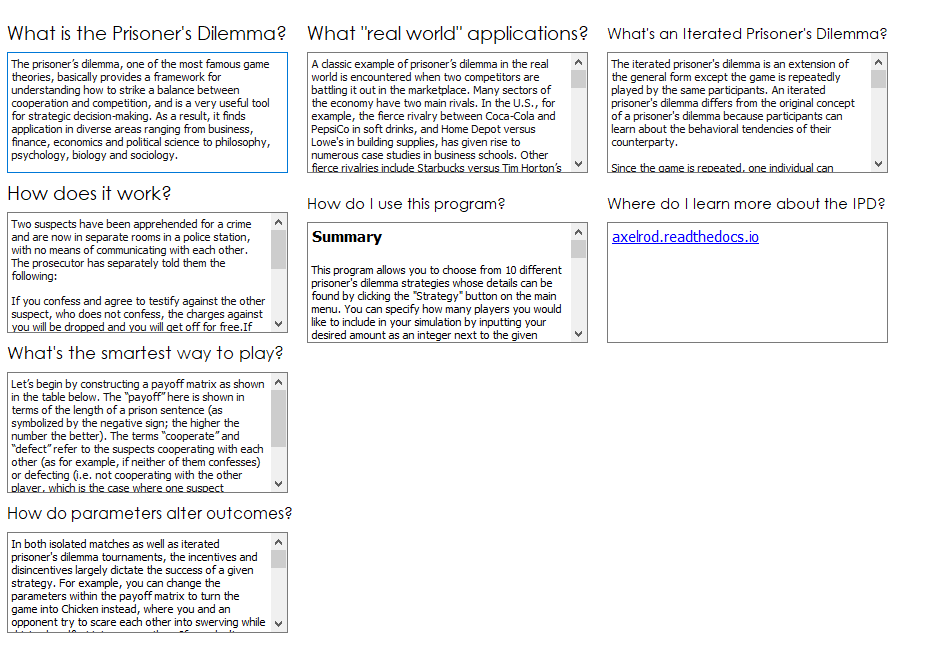 What is the Prisoner's Dilemma?
The prisoner's dilemma, one of the most famous game
theories, basically provides a framework for
understanding how to strike a balance between
cooperation and competition, and is a very useful tool
for strategic decision-making. As a result, it finds
application in diverse areas ranging from business,
finance, economics and political science to philosophy,
psychology, biology and sociology.
How does it work?
Two suspects have been apprehended for a crime
and are now in separate rooms in a police station,
with no means of communicating with each other.
The prosecutor has separately told them the
following:
If you confess and agree to testify against the other
suspect, who does not confess, the charges against
you will be dropped and you will get off for free.If
What's the smartest way to play?
Let's begin by constructing a payoff matrix as shown
in the table below. The “payoff” here is shown in
terms of the length of a prison sentence (as
symbolized by the negative sign; the higher the
number the better). The terms “cooperate” and
“defect” refer to the suspects cooperating with each
other (as for example, if neither of them confesses)
or defecting (i.e. not cooperating with the other
player, which is the case where one suspect
How do parameters alter outcomes?
In both isolated matches as well as iterated
prisoner's dilemma tournaments, the incentives and
disincentives largely dictate the success of a given
strategy. For example, you can change the
parameters within the payoff matrix to turn the
game into Chicken instead, where you and an
opponent try to scare each other into swerving while
What "real world" applications?
A classic example of prisoner's dilemma in the real
world is encountered when two competitors are
battling it out in the marketplace. Many sectors of
the economy have two main rivals. In the U.S., for
example, the fierce rivalry between Coca-Cola and
PepsiCo in soft drinks, and Home Depot versus
Lowe's in building supplies, has given rise to
numerous case studies in business schools. Other
fierce rivalries include Starbucks versus Tim Horton's
How do I use this program?
Summary
This program allows you to choose from 10 different
prisoner's dilemma strategies whose details can be
found by clicking the "Strategy" button on the main
menu. You can specify how many players you would
like to include in your simulation by inputting your
desired amount as an integer next to the given
What's an Iterated Prisoner's Dilemma?
The iterated prisoner's dilemma is an extension of
the general form except the game is repeatedly
played by the same participants. An iterated
prisoner's dilemma differs from the original concept
of a prisoner's dilemma because participants can
learn about the behavioral tendencies of their
counterparty.
Since the game is repeated, one individual can
Where do I learn more about the IPD?
axelrod.readthedocs.io